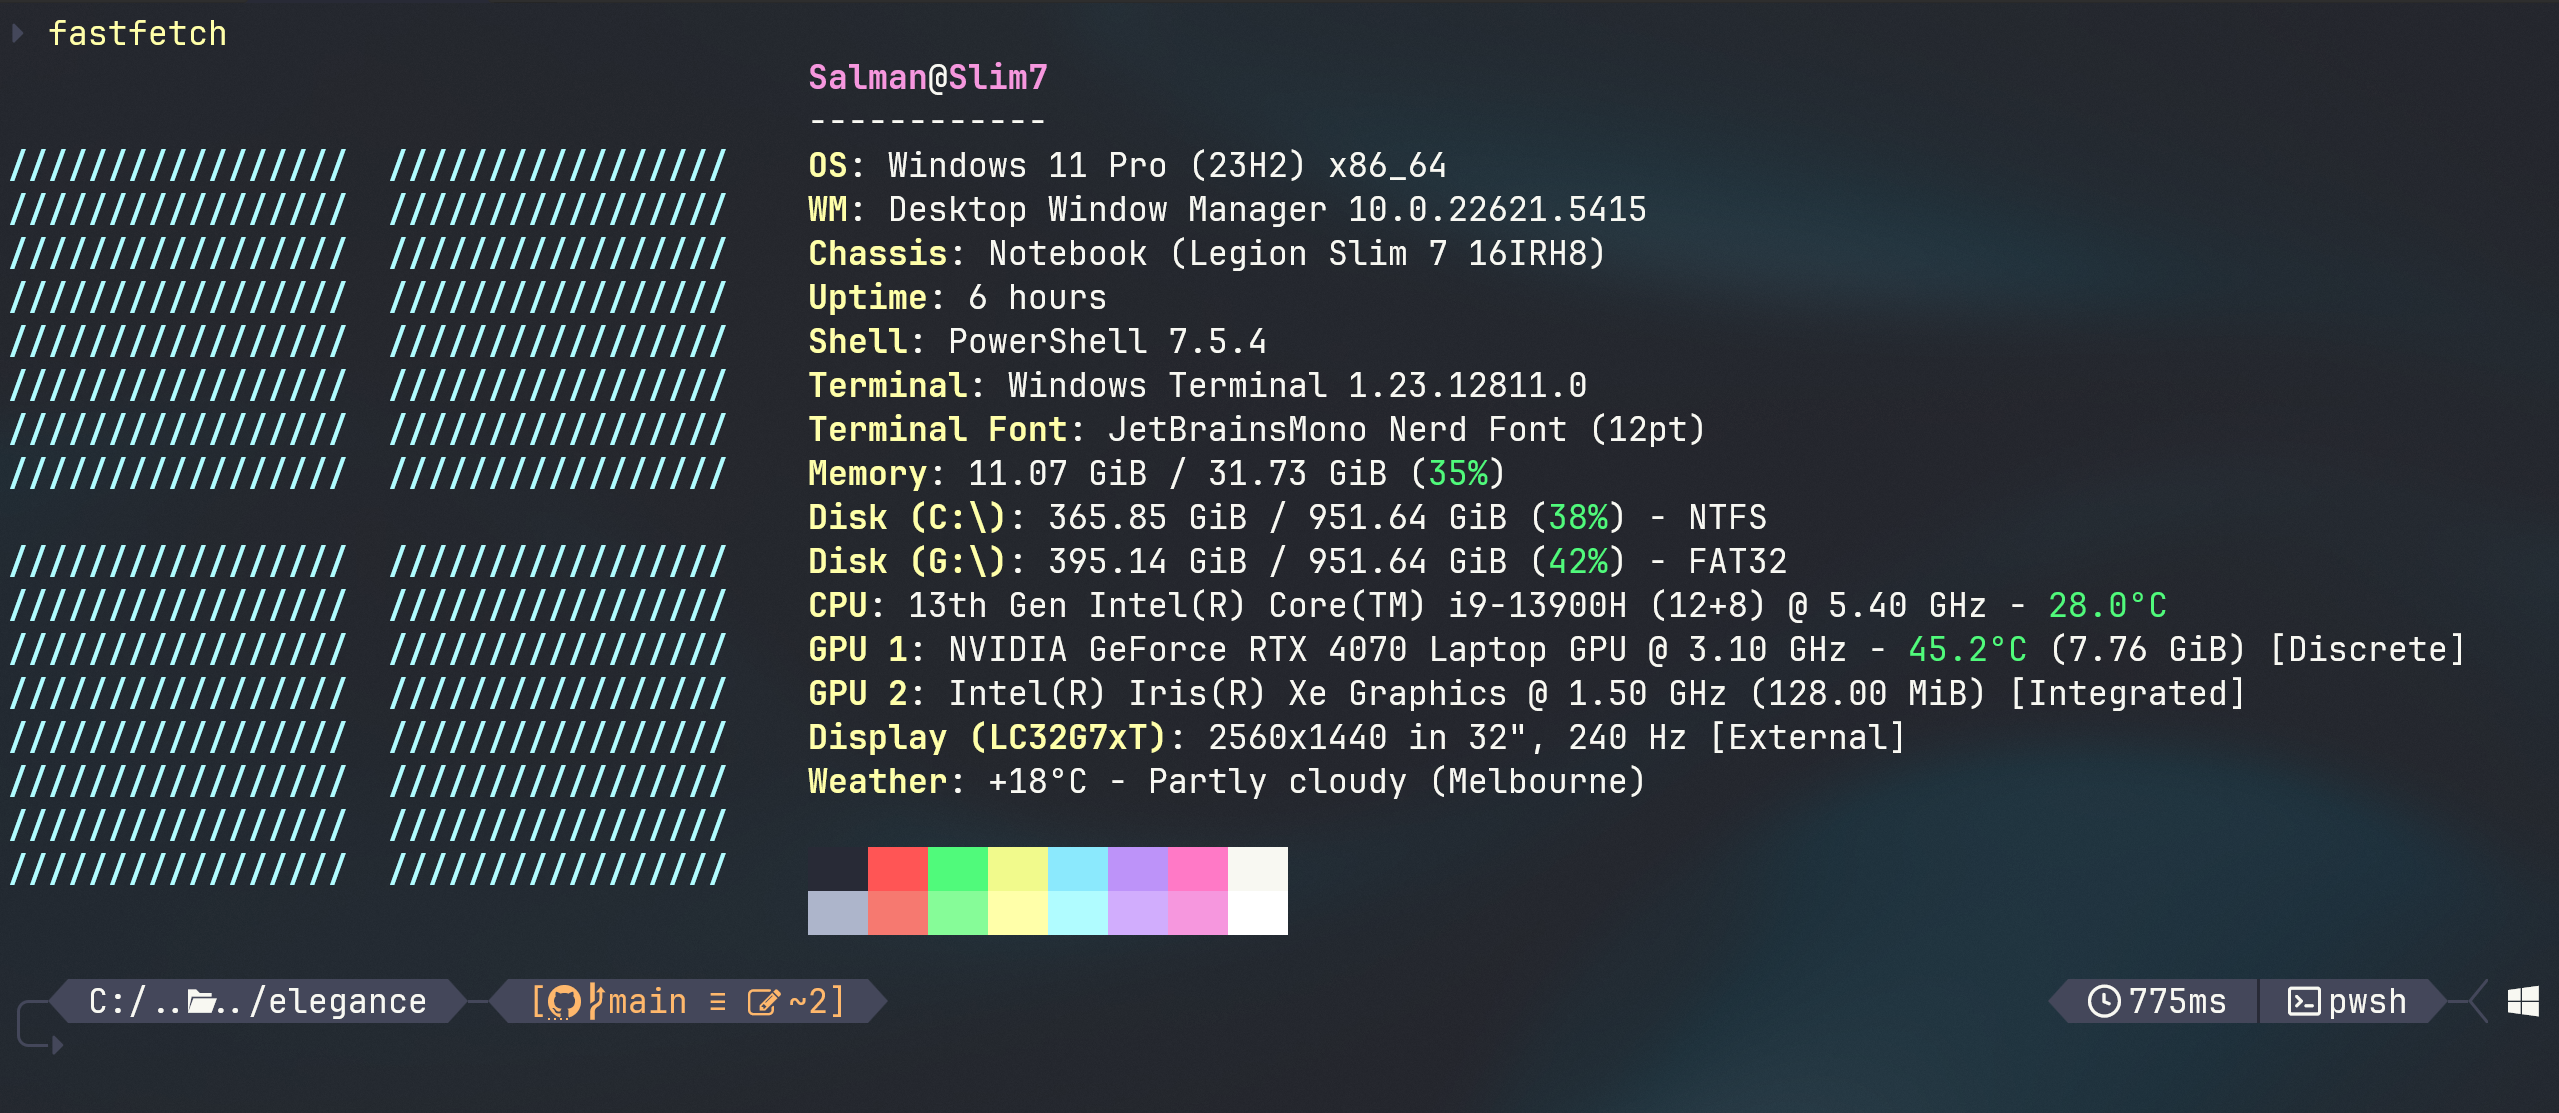 fastfetch
Salman@Slim7
------------
OS: Windows 11 Pro (23H2) x86_64
WM: Desktop Window Manager 10.0.22621.5415
Chassis: Notebook (Legion Slim 7 16IRH8)
Uptime: 6 hours
Shell: PowerShell 7.5.4
Terminal: Windows Terminal 1.23.12811.0
Terminal Font: JetBrainsMono Nerd Font (12pt)
Memory: 11.07 GiB / 31.73 GiB (35%)
Disk (C:\): 365.85 GiB / 951.64 GiB (38%) - NTFS
Disk (G:\): 395.14 GiB / 951.64 GiB (42%) - FAT32
CPU: 13th Gen Intel(R) Core(TM) i9-13900H (12+8) @ 5.40 GHz - 28.0°C
GPU 1: NVIDIA GeForce RTX 4070 Laptop GPU @ 3.10 GHz - 45.2°C (7.76 GiB) [Discrete]
GPU 2: Intel(R) Iris(R) Xe Graphics @ 1.50 GHz (128.00 MiB) [Integrated]
Display (LC32G7xT): 2560x1440 in 32", 240 Hz [External]
Weather: +18°C - Partly cloudy (Melbourne)
C:/..../elegance [main ≡ ~2] 775ms pwsh